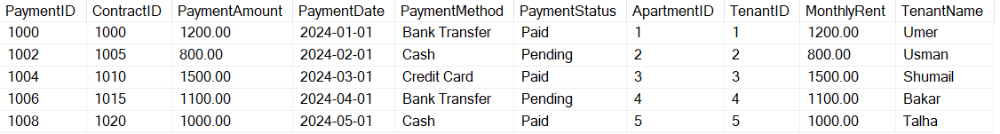 PaymentID ContractID PaymentAmount PaymentDate PaymentMethod PaymentStatus ApartmentID TenantID MonthlyRent TenantName
1000 1000 1200.00 2024-01-01 Bank Transfer Paid 1 1 1200.00 Umer
1002 1005 800.00 2024-02-01 Cash Pending 2 2 800.00 Usman
1004 1010 1500.00 2024-03-01 Credit Card Paid 3 3 1500.00 Shumail
1006 1015 1100.00 2024-04-01 Bank Transfer Pending 4 4 1100.00 Bakar
1008 1020 1000.00 2024-05-01 Cash Paid 5 5 1000.00 Talha